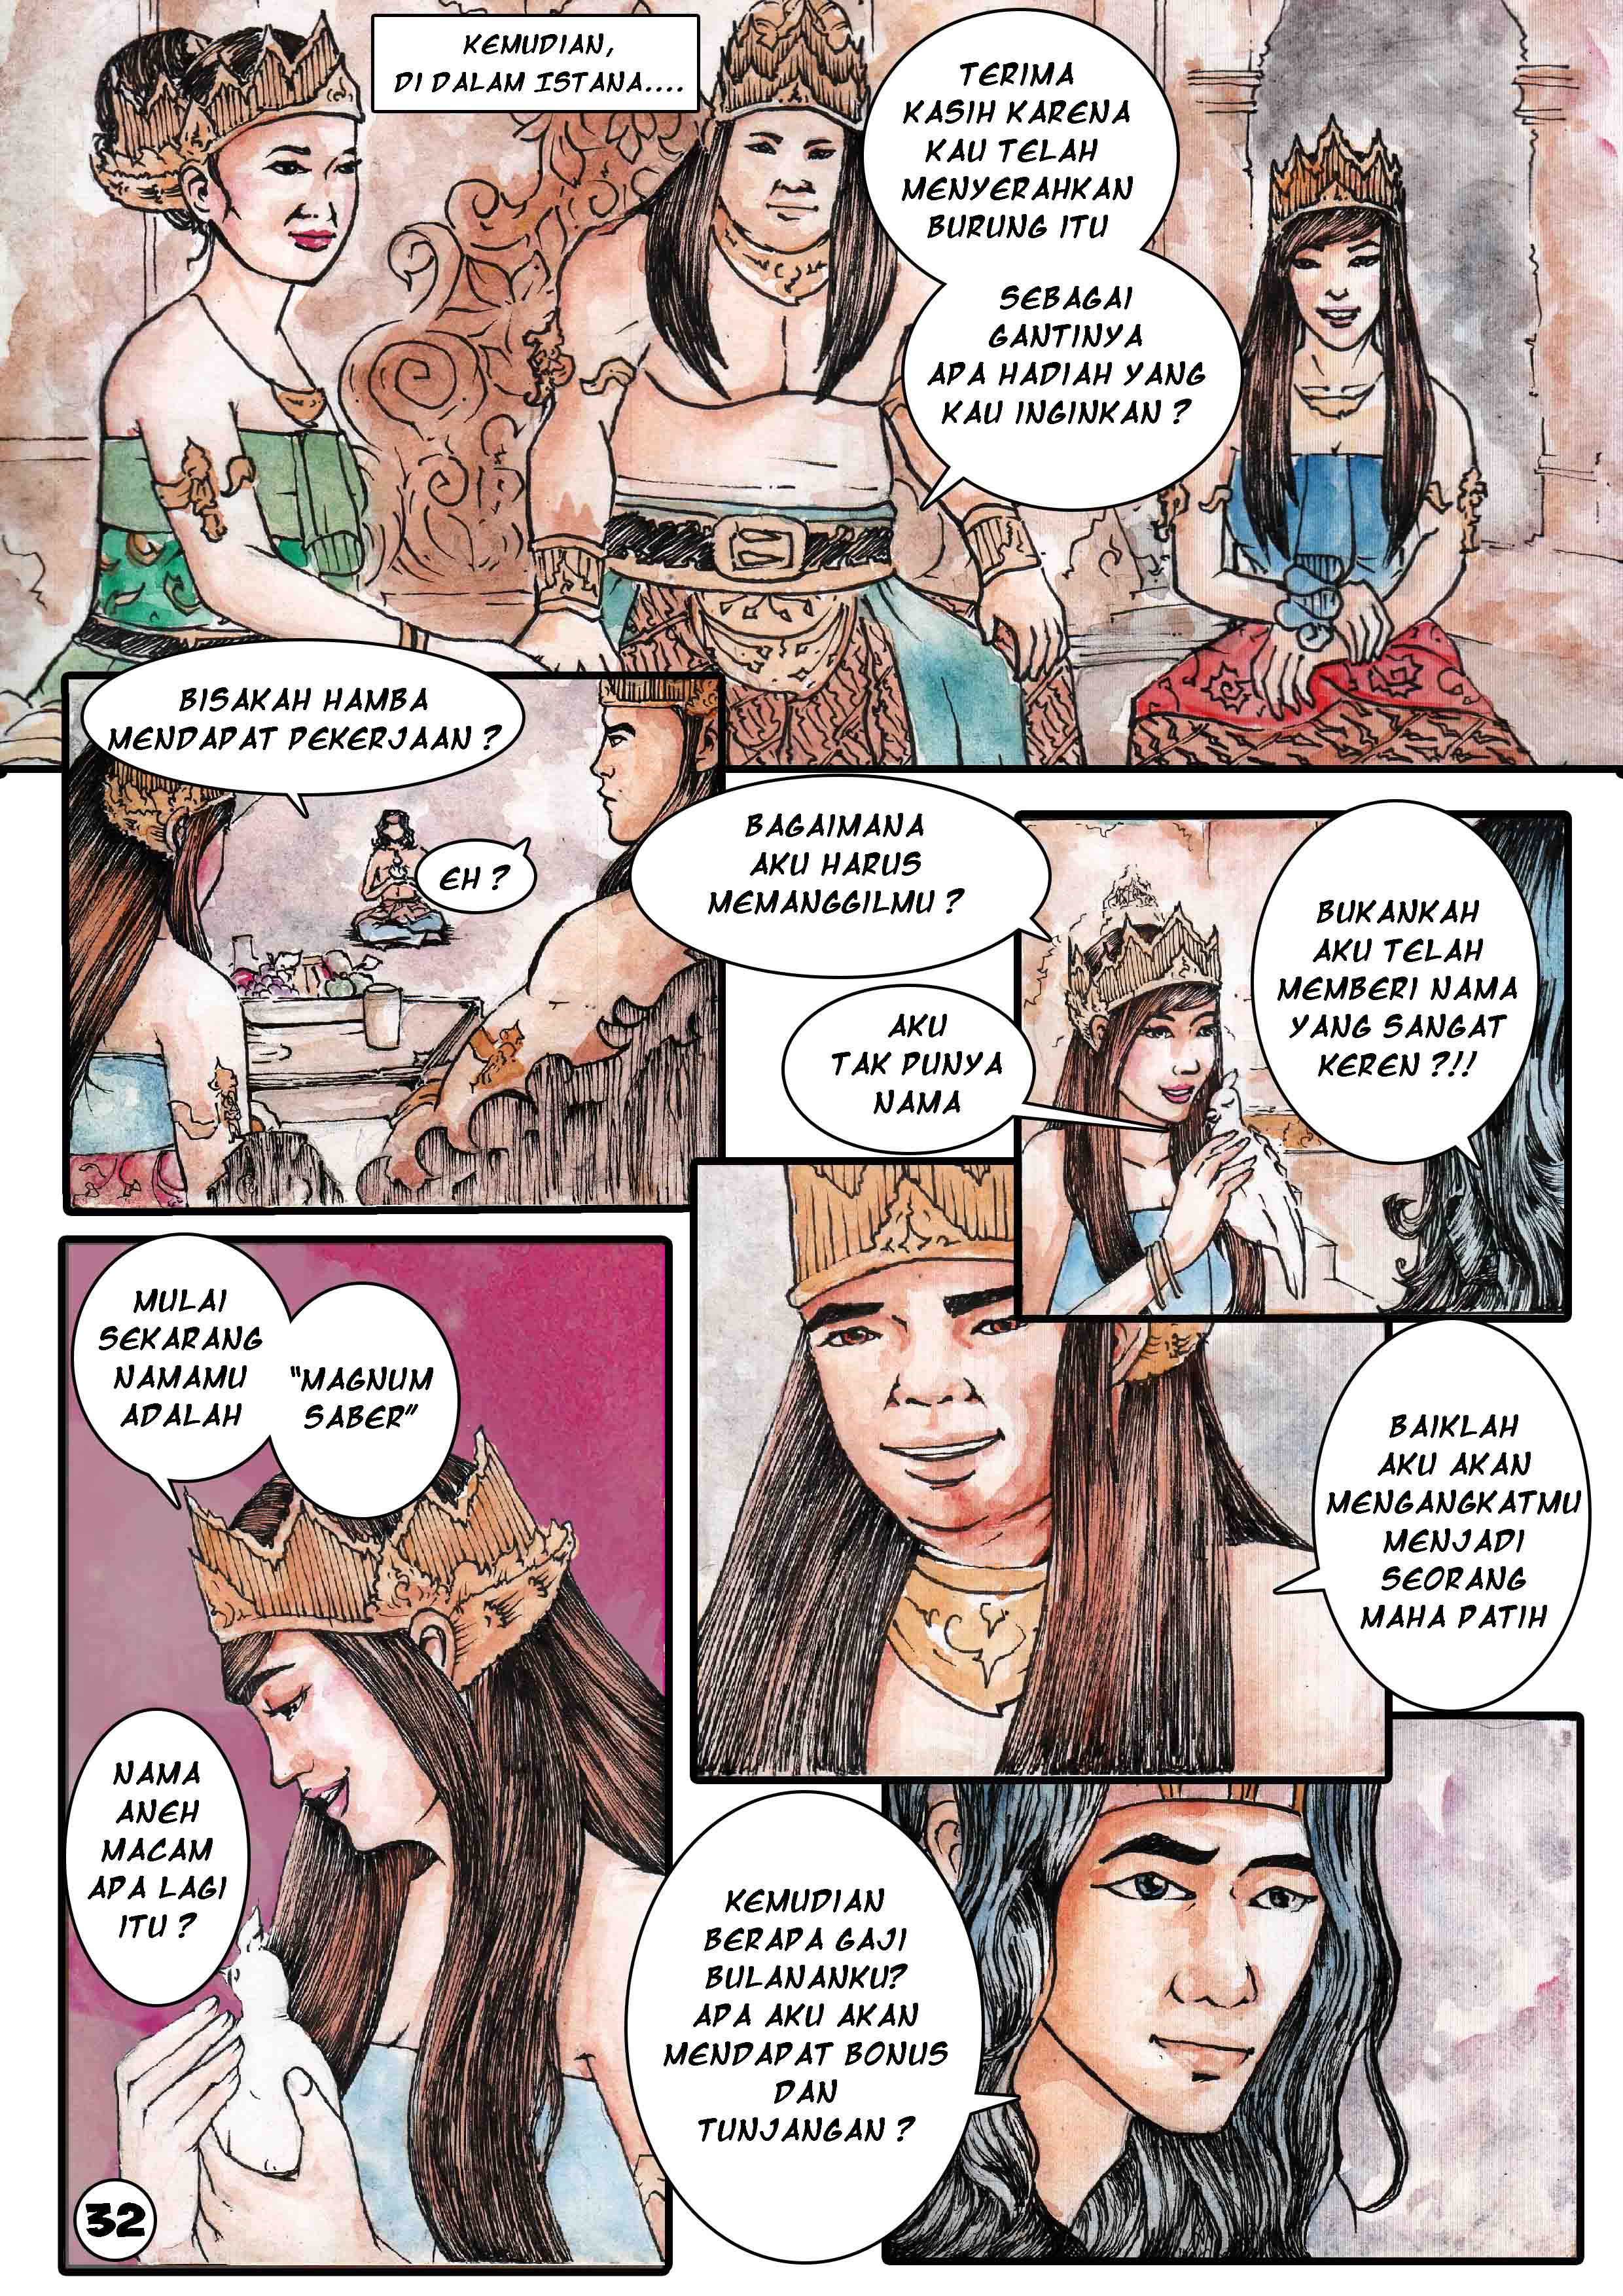 KEMUDIAN,
DI DALAM ISTANA....
TERIMA
KASIH KARENA
KAU TELAH
MENYERAHKAN
BURUNG ITU
SEBAGAI
GANTINYA
APA HADIAH YANG
KAU INGINKAN ?
BISAKAH HAMBA
MENDAPAT PEKERJAAN ?
EH ?
BAGAIMANA
AKU HARUS
MEMANGGILMU ?
AKU
TAK PUNYA
NAMA
BUKANKAH
AKU TELAH
MEMBERI NAMA
YANG SANGAT
KEREN ?!!
MULAI
SEKARANG
NAMAMU
ADALAH
"MAGNUM
SABER"
NAMA
ANEH
MACAM
APA LAGI
ITU ?
BAIKLAH
AKU AKAN
MENGANGKATMU
MENJADI
SEORANG
MAHA PATIH
KEMUDIAN
BERAPA GAJI
BULANANKU?
APA AKU AKAN
MENDAPAT BONUS
DAN
TUNJANGAN ?
32